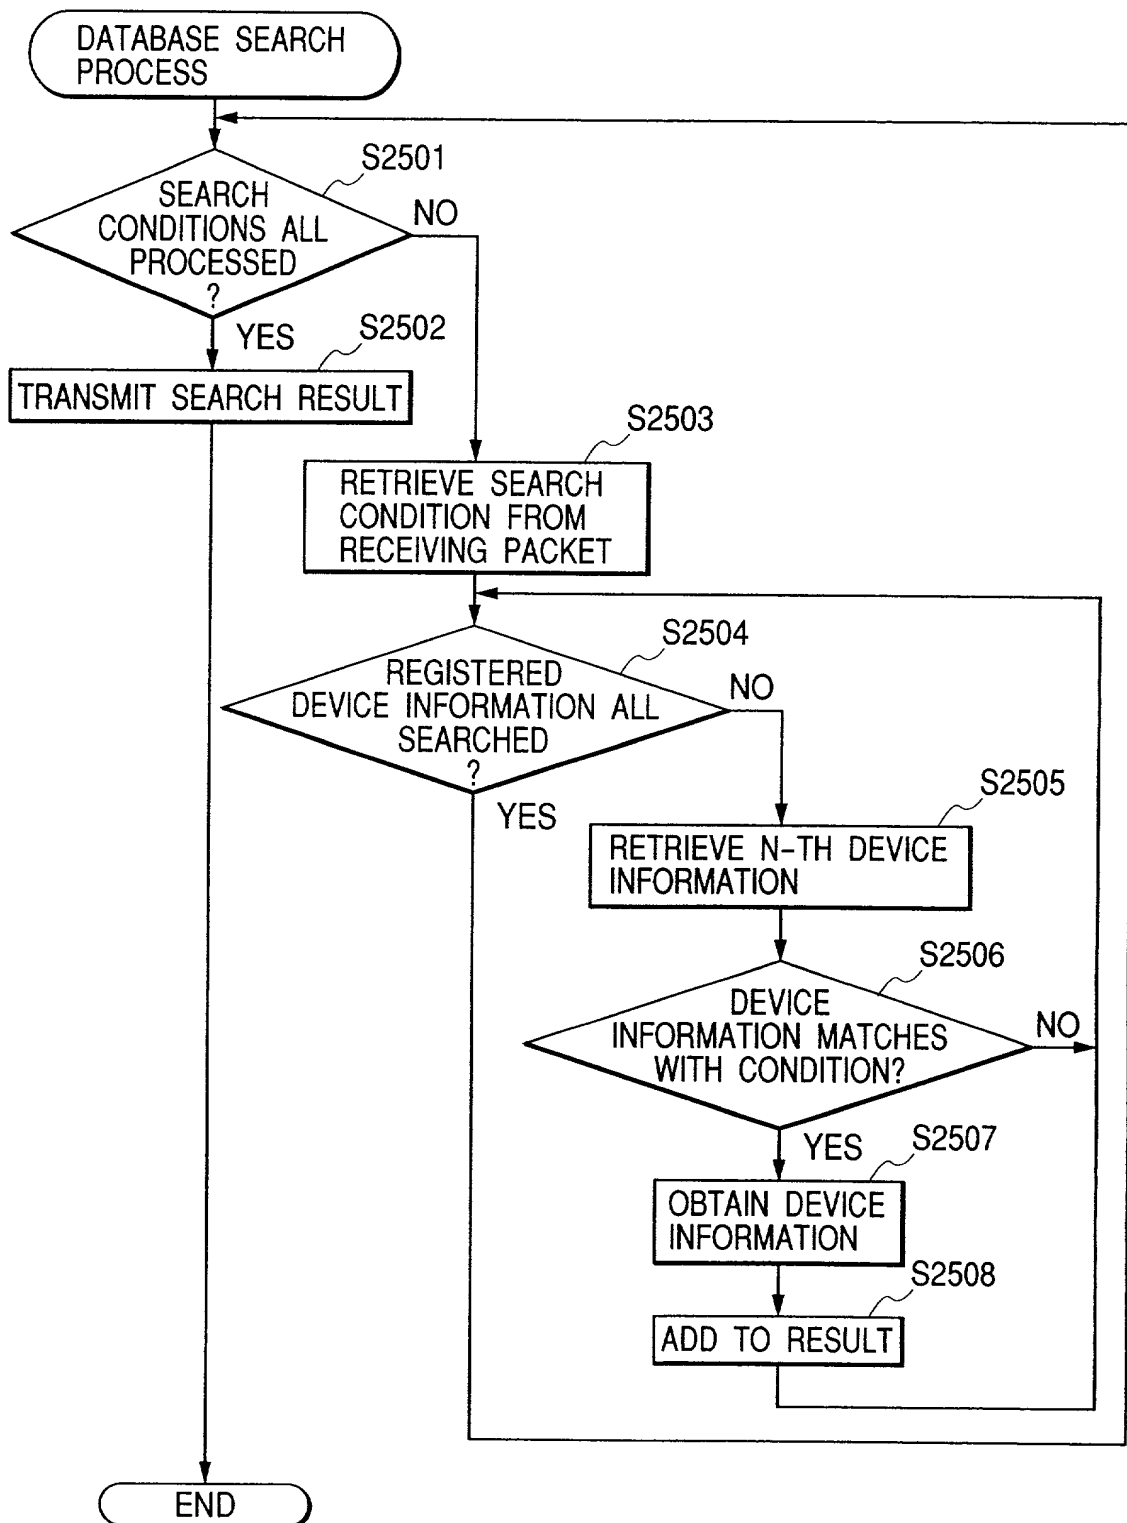 DATABASE SEARCH
PROCESS
S2501
SEARCH
CONDITIONS ALL
PROCESSED
?
NO
YES
S2502
TRANSMIT SEARCH RESULT
S2503
RETRIEVE SEARCH
CONDITION FROM
RECEIVING PACKET
S2504
REGISTERED
DEVICE INFORMATION ALL
SEARCHED
?
NO
YES
S2505
RETRIEVE N-TH DEVICE
INFORMATION
S2506
DEVICE
INFORMATION MATCHES
WITH CONDITION?
NO
YES
S2507
OBTAIN DEVICE
INFORMATION
S2508
ADD TO RESULT
END